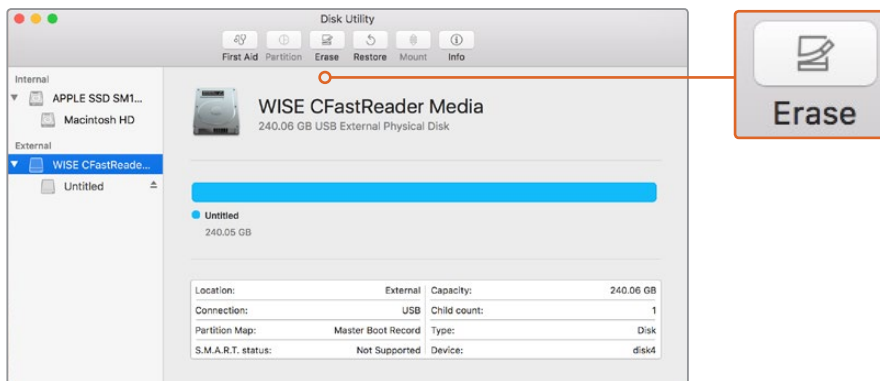 Disk Utility
First Aid Partition Erase Restore Mount Info
Erase
Internal
APPLE SSD SM1...
Macintosh HD
External
WISE CFastReade...
Untitled
WISE CFastReader Media
240.06 GB USB External Physical Disk
Untitled
240.05 GB
Location: External Capacity: 240.06 GB
Connection: USB Child count: 1
Partition Map: Master Boot Record Type: Disk
S.M.A.R.T. status: Not Supported Device: disk4